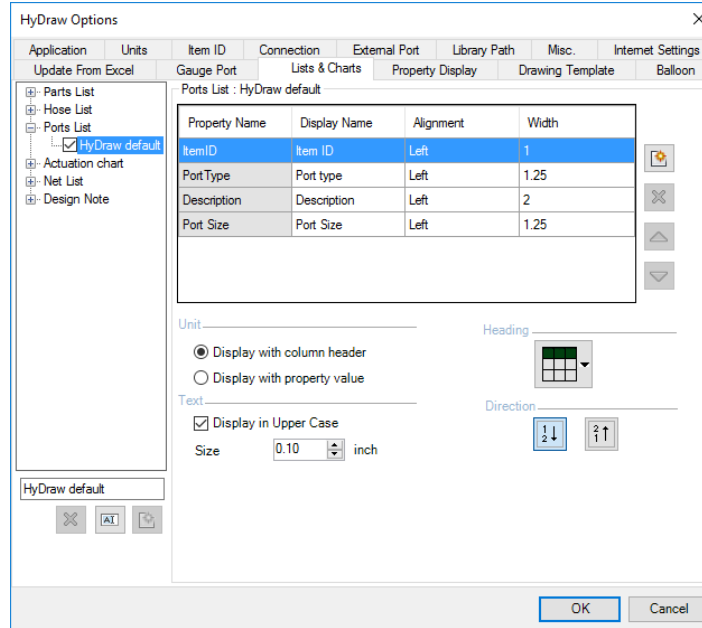 HyDraw Options
Application Units Item ID Connection External Port Library Path Misc. Internet Settings
Update From Excel Gauge Port Lists & Charts Property Display Drawing Template Balloon
Parts List
Hose List
Ports List
HyDraw default
Actuation chart
Net List
Design Note
Ports List : HyDraw default
Property Name Display Name Alignment Width
ItemID Item ID Left 1
PortType Port type Left 1.25
Description Description Left 2
Port Size Port Size Left 1.25
Unit
Display with column header
Display with property value
Heading
Text
Display in Upper Case
Size 0.10 inch
Direction
1 2
2 1
HyDraw default
AI
OK Cancel